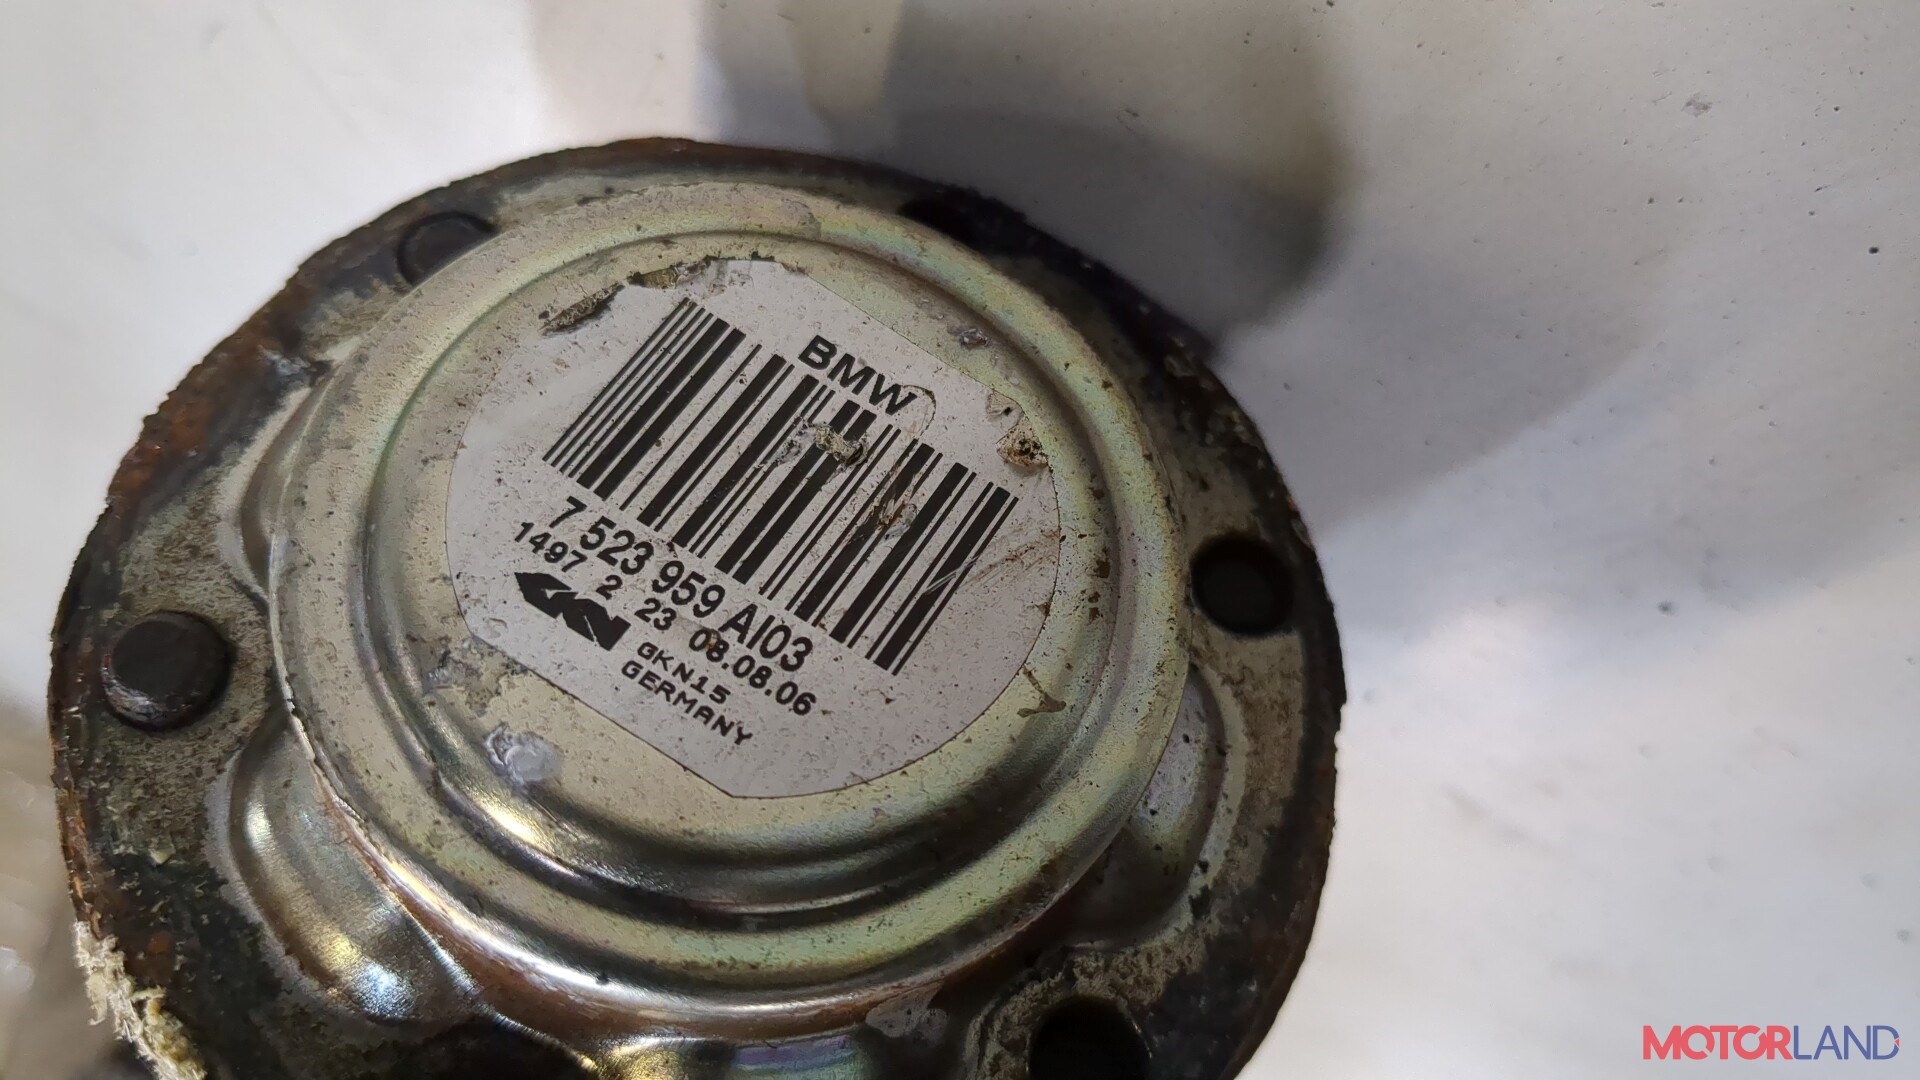 BMW
7 523 959 AI03
1497 2 23 08.08.06
GKN GKN15
GERMANY
MOTORLAND